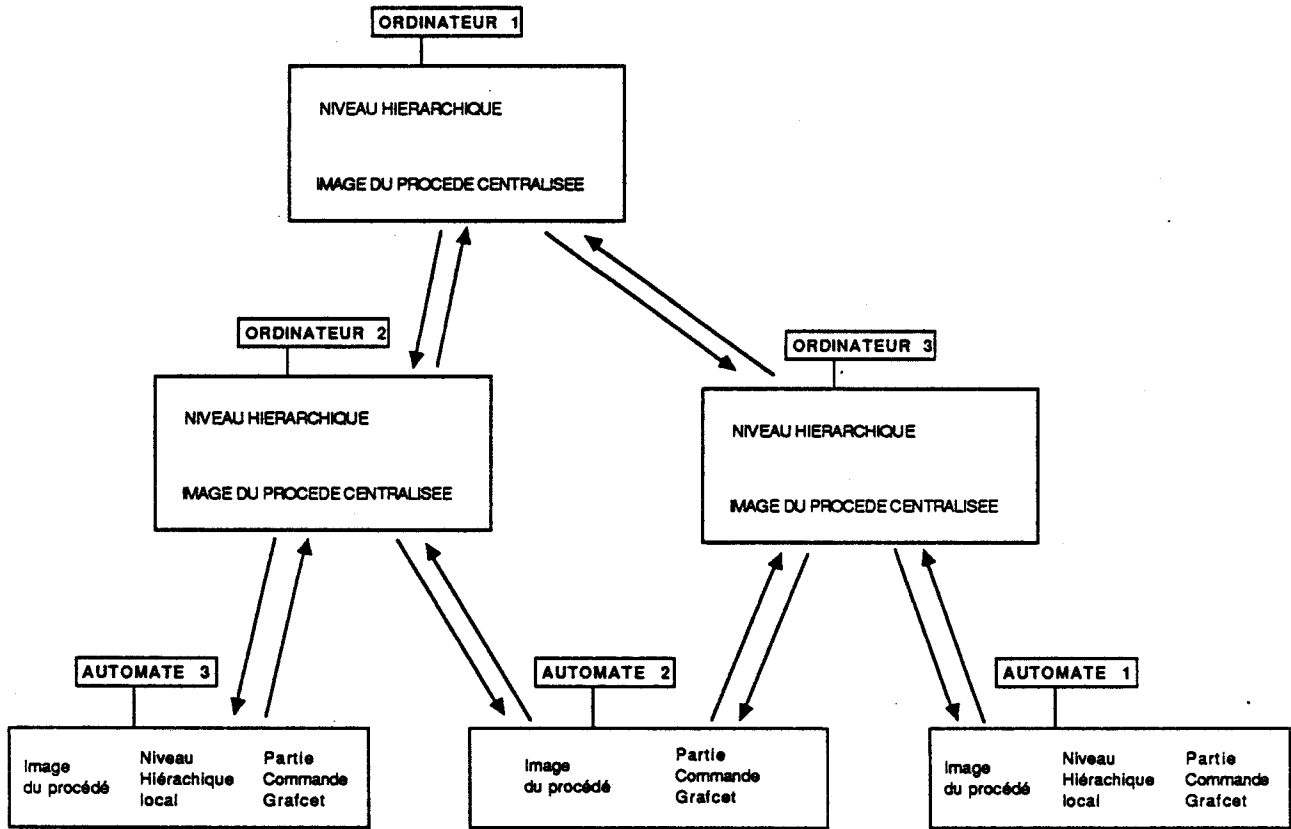 ORDINATEUR 1
NIVEAU HIERARCHIQUE
IMAGE DU PROCEDE CENTRALISEE
ORDINATEUR 2
NIVEAU HIERARCHIQUE
IMAGE DU PROCEDE CENTRALISEE
ORDINATEUR 3
NIVEAU HIERARCHIQUE
IMAGE DU PROCEDE CENTRALISEE
AUTOMATE 3
Image
du procédé
Niveau
Hiérachique
local
Partie
Commande
Grafcet
AUTOMATE 2
Image
du procédé
Partie
Commande
Grafcet
AUTOMATE 1
Image
du procédé
Niveau
Hiérachique
local
Partie
Commande
Grafcet